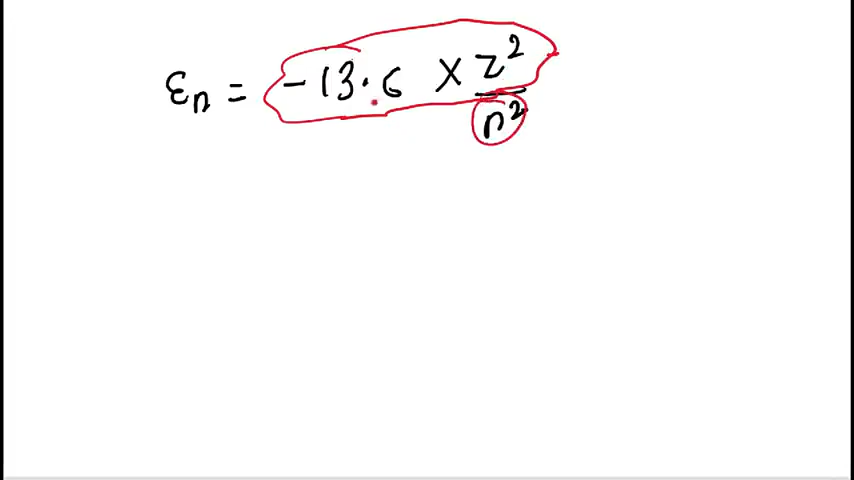 εn = -13.6 × z²/n²